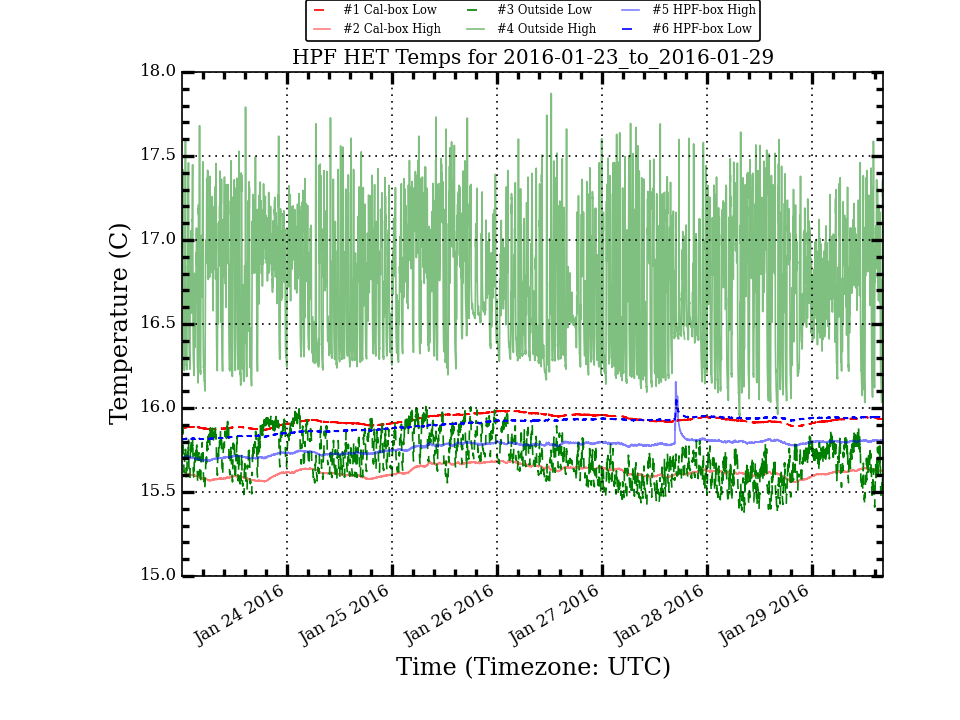 #1 Cal-box Low #3 Outside Low #5 HPF-box High
#2 Cal-box High #4 Outside High #6 HPF-box Low
HPF HET Temps for 2016-01-23_to_2016-01-29
18.0
17.5
17.0
16.5
16.0
15.5
15.0
Temperature (C)
Jan 24 2016 Jan 25 2016 Jan 26 2016 Jan 27 2016 Jan 28 2016 Jan 29 2016
Time (Timezone: UTC)